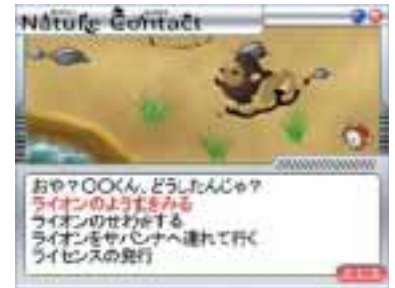 Nature Contact
おや？〇〇くん、どうしたんじゃ？
ライオンのようすをみる
ライオンのせわをする
ライオンをサバンナへ連れて行く
ライセンスの発行